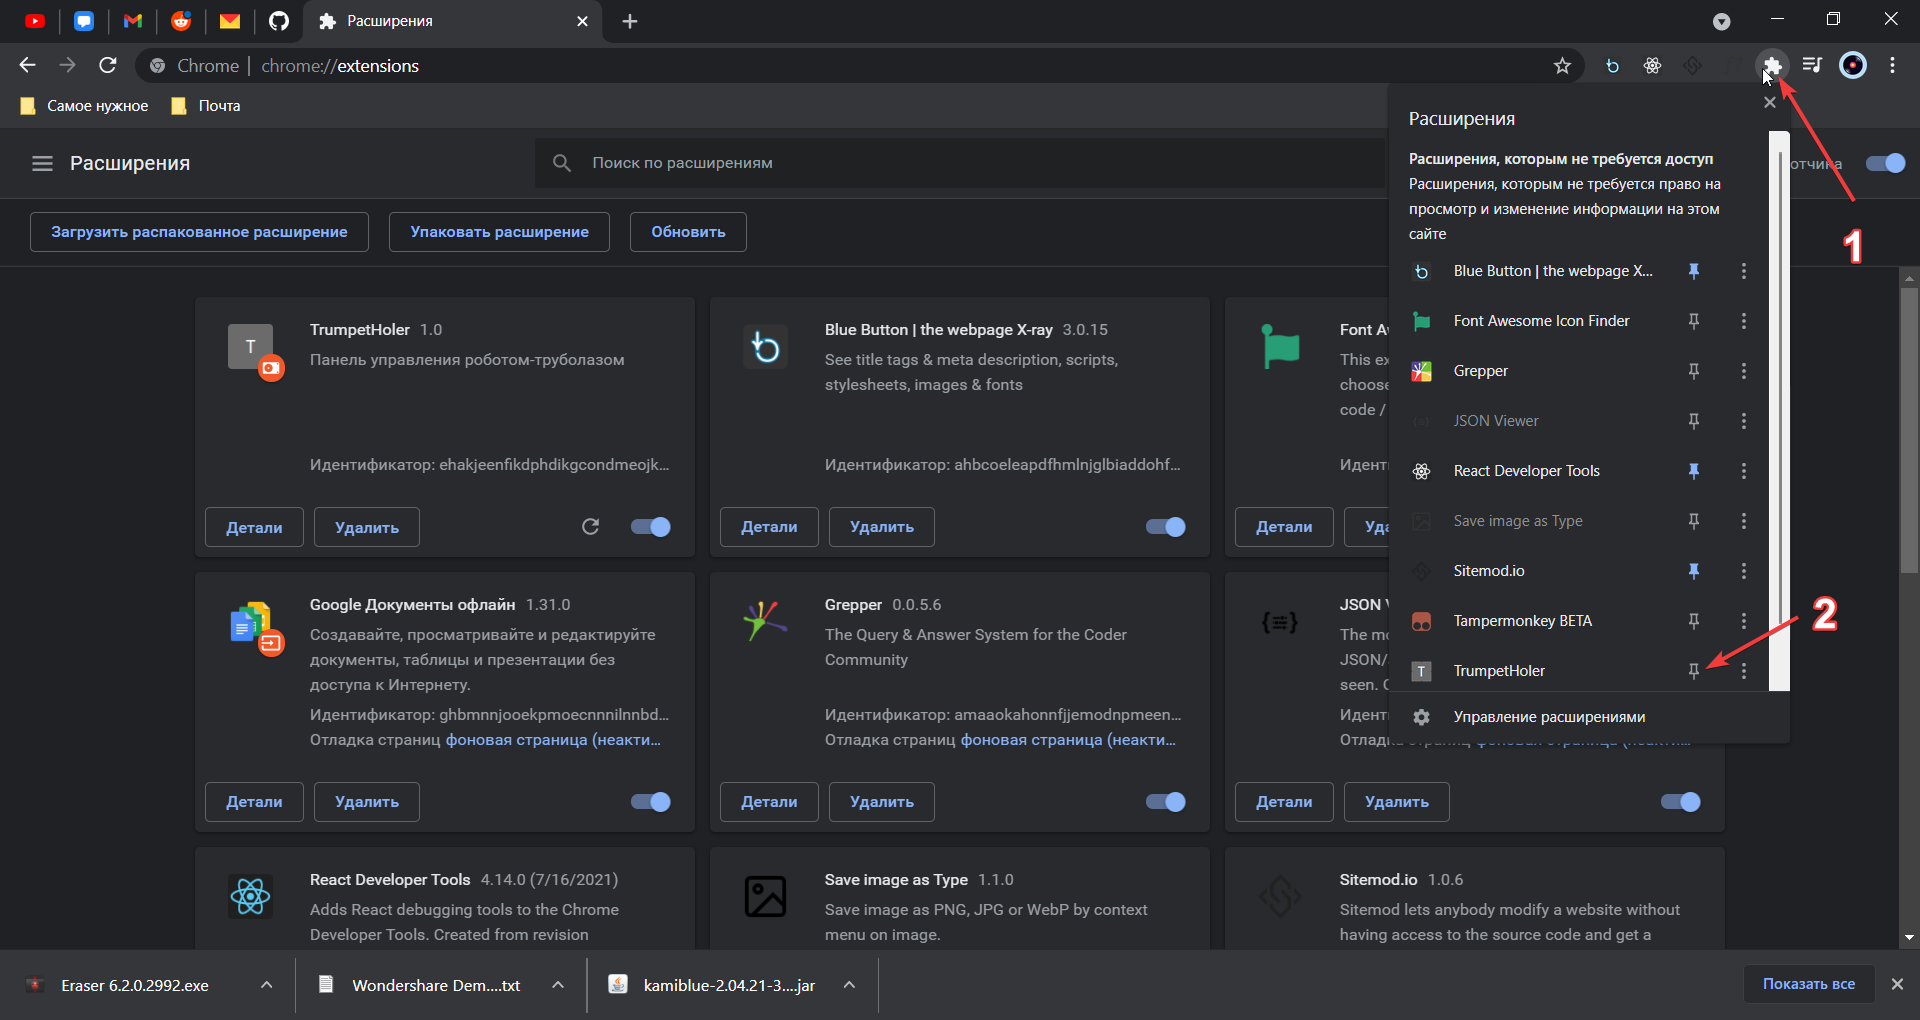 Расширения
Chrome | chrome://extensions
Самое нужное
Почта
Расширения
Поиск по расширениям
отчика
Загрузить распакованное расширение
Упаковать расширение
Обновить
Расширения
Расширения, которым не требуется доступ
Расширения, которым не требуется право на
просмотр и изменение информации на этом
сайте
Blue Button | the webpage X...
Font Awesome Icon Finder
Grepper
JSON Viewer
React Developer Tools
Save image as Type
Sitemod.io
Tampermonkey BETA
T TrumpetHoler
Управление расширениями
1
2
T
TrumpetHoler 1.0
Панель управления роботом-труболазом
Идентификатор: ehakjeenfikdphdikgcondmeojk...
Детали
Удалить
Blue Button | the webpage X-ray 3.0.15
See title tags & meta description, scripts,
stylesheets, images & fonts
Идентификатор: ahbcoeleapdfhmlnjglbiaddohf...
Детали
Удалить
Font A
This ex
choose
code /
Идент
Детали
Уда
Google Документы офлайн 1.31.0
Создавайте, просматривайте и редактируйте
документы, таблицы и презентации без
доступа к Интернету.
Идентификатор: ghbmnnjooekpmoecnnnilnnbd...
Отладка страниц фоновая страница (неакти...
Детали
Удалить
Grepper 0.0.5.6
The Query & Answer System for the Coder
Community
Идентификатор: amaaokahonnfjjemodnpmeen...
Отладка страниц фоновая страница (неакти...
Детали
Удалить
JSON V
The mo
JSON/
seen. C
Идент
Отладка страниц фоновая страница (неакти...
Детали
Удалить
React Developer Tools 4.14.0 (7/16/2021)
Adds React debugging tools to the Chrome
Developer Tools. Created from revision
Save image as Type 1.1.0
Save image as PNG, JPG or WebP by context
menu on image.
Sitemod.io 1.0.6
Sitemod lets anybody modify a website without
having access to the source code and get a
Eraser 6.2.0.2992.exe
Wondershare Dem....txt
kamiblue-2.04.21-3....jar
Показать все